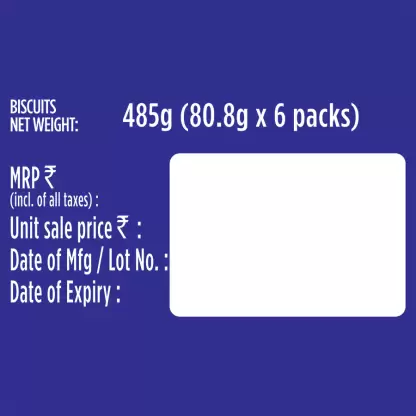 BISCUITS
NET WEIGHT: 485g (80.8g x 6 packs)
MRP ₹
(incl. of all taxes) :
Unit sale price ₹ :
Date of Mfg / Lot No. :
Date of Expiry :